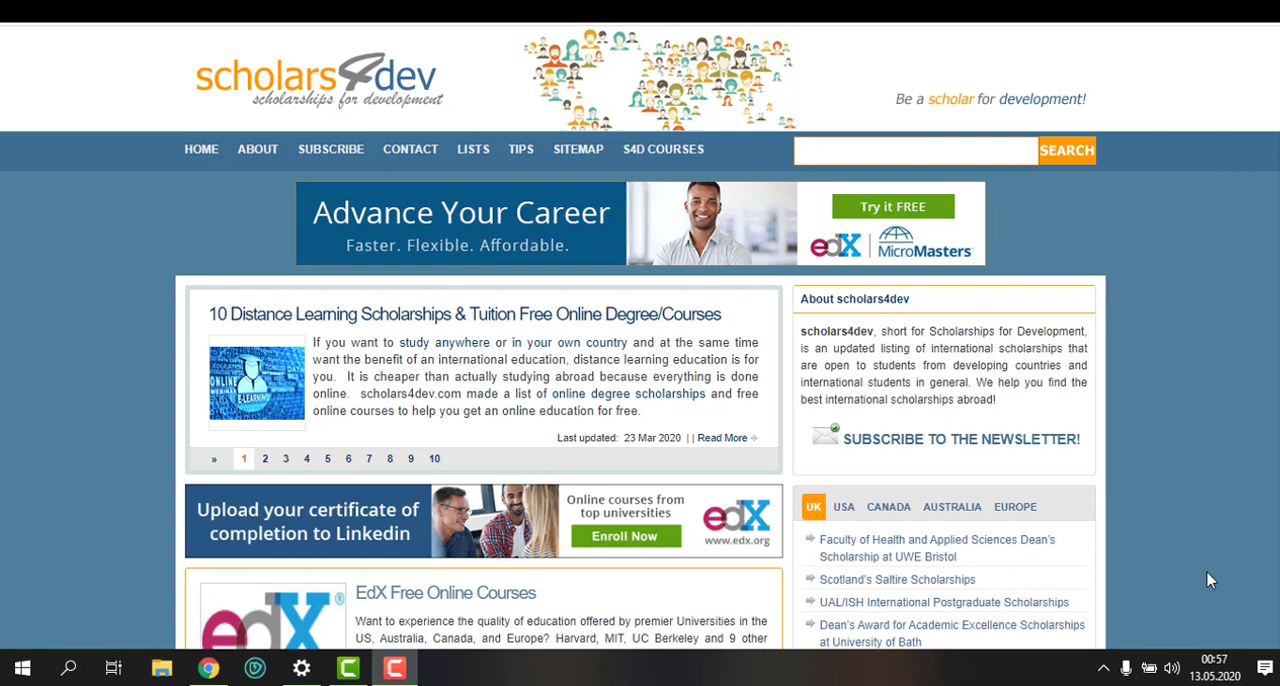 scholars4dev
scholarships for development
Be a scholar for development!
HOME ABOUT SUBSCRIBE CONTACT LISTS TIPS SITEMAP S4D COURSES
SEARCH
Advance Your Career
Faster. Flexible. Affordable.
Try it FREE
edX MicroMasters
10 Distance Learning Scholarships & Tuition Free Online Degree/Courses
If you want to study anywhere or in your own country and at the same time
want the benefit of an international education, distance learning education is for
you. It is cheaper than actually studying abroad because everything is done
online. scholars4dev.com made a list of online degree scholarships and free
online courses to help you get an online education for free.
ONLINE
E-LEARNING
Last updated: 23 Mar 2020 || Read More
» 1 2 3 4 5 6 7 8 9 10
Upload your certificate of
completion to Linkedin
Online courses from
top universities
Enroll Now
edX
www.edx.org
edX®
EdX Free Online Courses
Want to experience the quality of education offered by premier Universities in the
US, Australia, Canada, and Europe? Harvard, MIT, UC Berkeley and 9 other
About scholars4dev
scholars4dev, short for Scholarships for Development,
is an updated listing of international scholarships that
are open to students from developing countries and
international students in general. We help you find the
best international scholarships abroad!
SUBSCRIBE TO THE NEWSLETTER!
UK USA CANADA AUSTRALIA EUROPE
Faculty of Health and Applied Sciences Dean's
Scholarship at UWE Bristol
Scotland's Saltire Scholarships
UAL/ISH International Postgraduate Scholarships
Dean's Award for Academic Excellence Scholarships
at University of Bath
00:57
13.05.2020